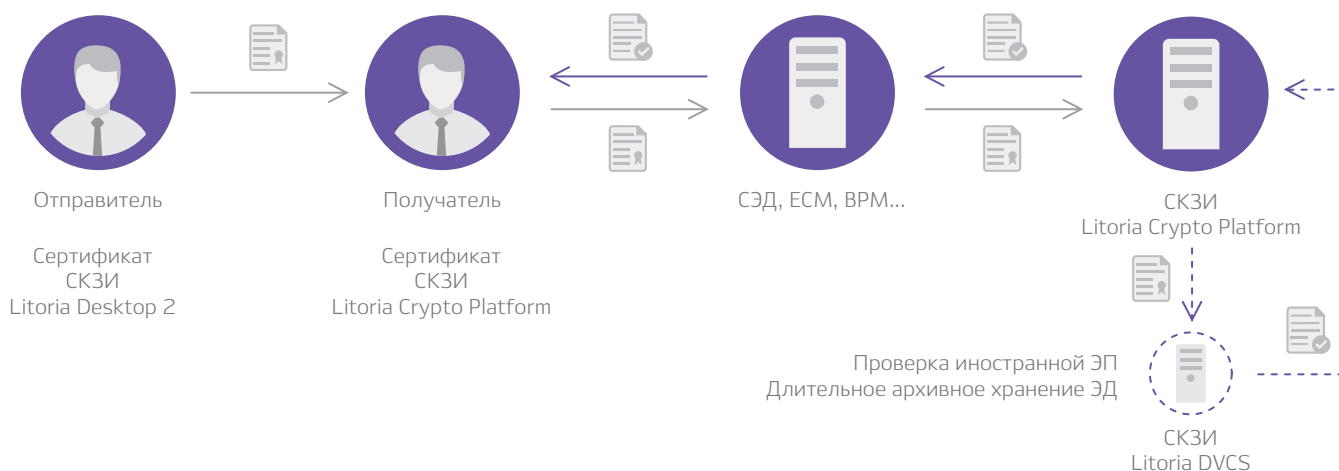 Отправитель
Сертификат
СКЗИ
Litoria Desktop 2
Получатель
Сертификат
СКЗИ
Litoria Crypto Platform
СЭД, ECM, BPM...
СКЗИ
Litoria Crypto Platform
Проверка иностранной ЭП
Длительное архивное хранение ЭД
СКЗИ
Litoria DVCS